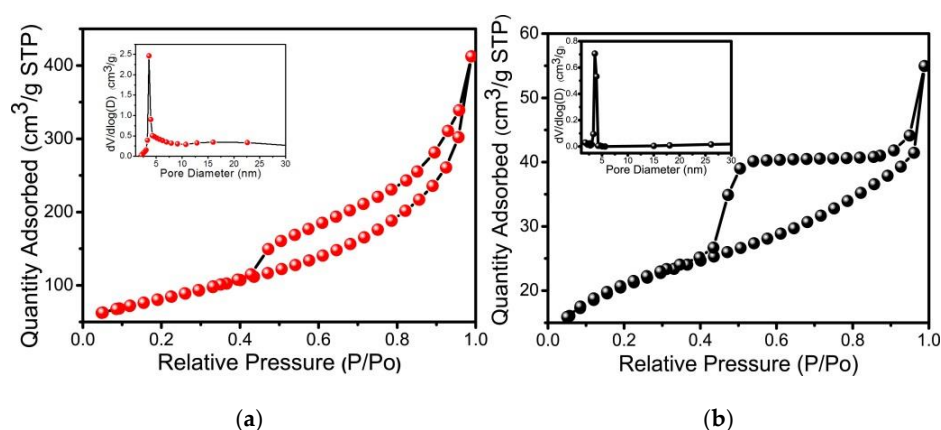 Quantity Adsorbed (cm³/g STP)
400
300
200
100
0.0 0.2 0.4 0.6 0.8 1.0
Relative Pressure (P/Po)
dV/dlog(D) (cm³/g)
2.5
2.0
1.5
1.0
0.5
0.0
5 10 15 20 25 30
Pore Diameter (nm)
(a)
Quantity Adsorbed (cm³/g STP)
60
50
40
30
20
0.0 0.2 0.4 0.6 0.8 1.0
Relative Pressure (P/Po)
dV/dlog(D) (cm³/g)
0.8
0.6
0.4
0.2
0.0
5 10 15 20 25 30
Pore Diameter (nm)
(b)